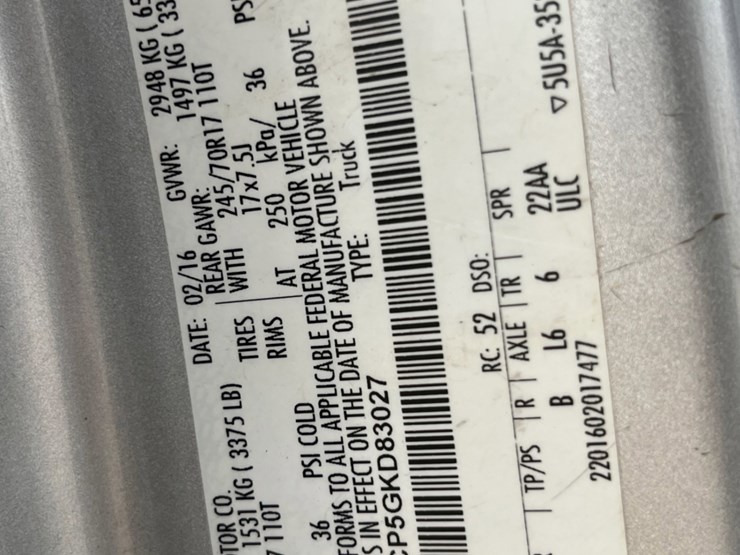 TOR CO. DATE: 02/16 GVWR: 2948 KG ( 65
1531 KG ( 3375 LB) REAR GAWR: 1497 KG ( 33
7 110T TIRES WITH 245/70R17 110T
RIMS 17x7.5J
36 PSI COLD AT 250 kPa/ 36 PS
FORMS TO ALL APPLICABLE FEDERAL MOTOR VEHICLE
S IN EFFECT ON THE DATE OF MANUFACTURE SHOWN ABOVE.
CP5GKD83027 TYPE: Truck
RC: 52 DSO:
TP/PS R AXLE TR SPR
B L6 6 22AA ▽5U5A-35
2201602017477 ULC